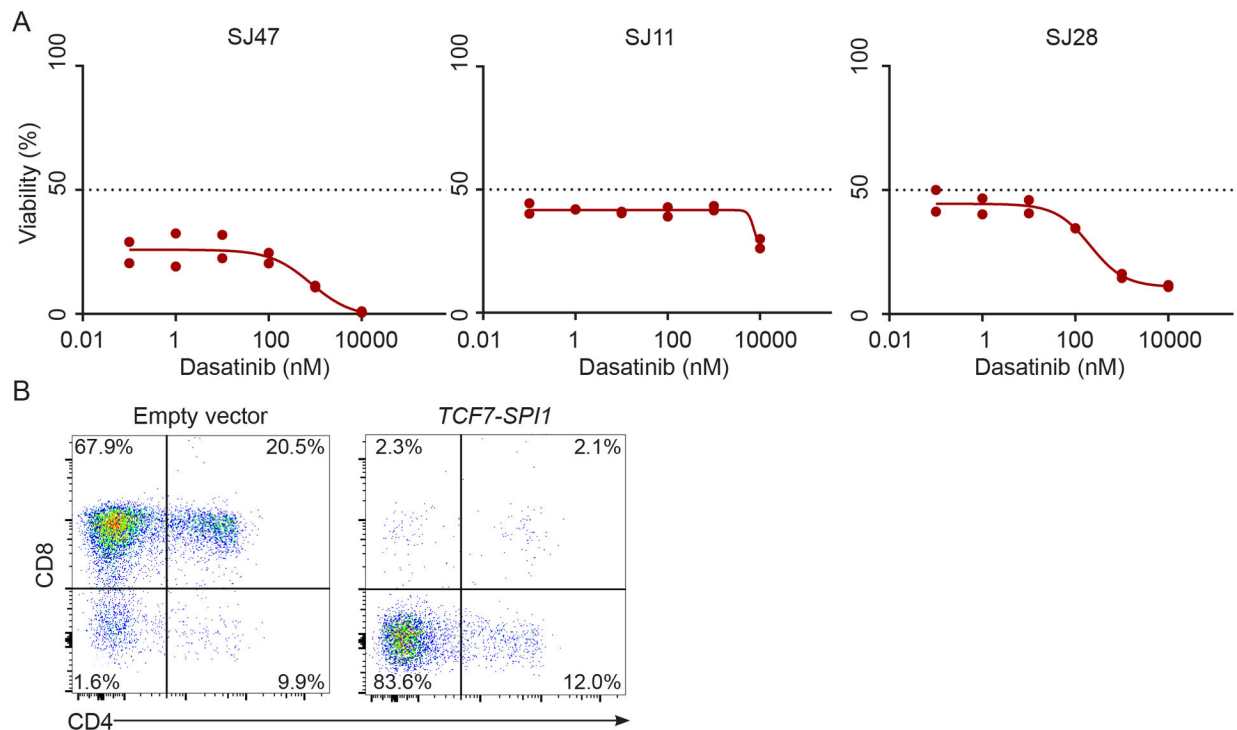 A
SJ47
SJ11
SJ28
Viability (%)
100
50
0
0.01 1 100 10000
Dasatinib (nM)
100
50
0
0.01 1 100 10000
Dasatinib (nM)
100
50
0
0.01 1 100 10000
Dasatinib (nM)
B
Empty vector
TCF7-SPI1
67.9% 20.5%
1.6% 9.9%
2.3% 2.1%
83.6% 12.0%
CD8
CD4